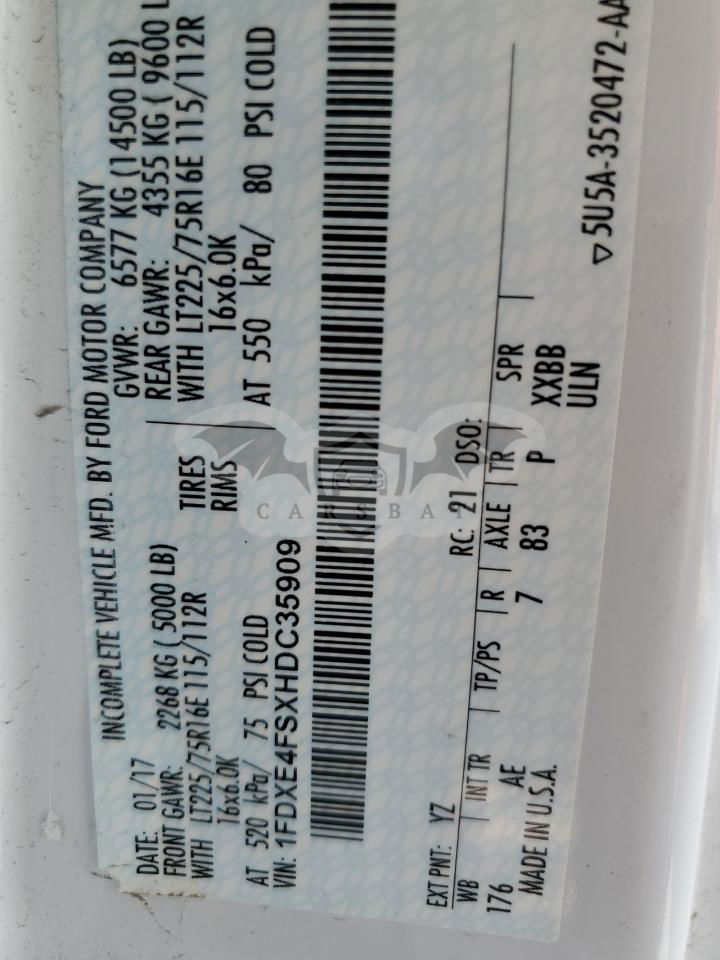 INCOMPLETE VEHICLE MFD. BY FORD MOTOR COMPANY
DATE: 01/17 GVWR: 6577 KG (14500 LB)
FRONT GAWR: 2268 KG ( 5000 LB) REAR GAWR: 4355 KG ( 9600 L
WITH LT225/75R16E 115/112R TIRES WITH LT225/75R16E 115/112R
16x6.0K RIMS 16x6.0K
AT 520 kPa/ 75 PSI COLD AT 550 kPa/ 80 PSI COLD
VIN: 1FDXE4FSXHDC35909
EXT PNT: YZ RC: 21 DSO:
WB INT TR TP/PS R AXLE TR SPR
176 AE 7 83 P XXBB
MADE IN U.S.A. ULN
▽5U5A-3520472-AA
CARSBA